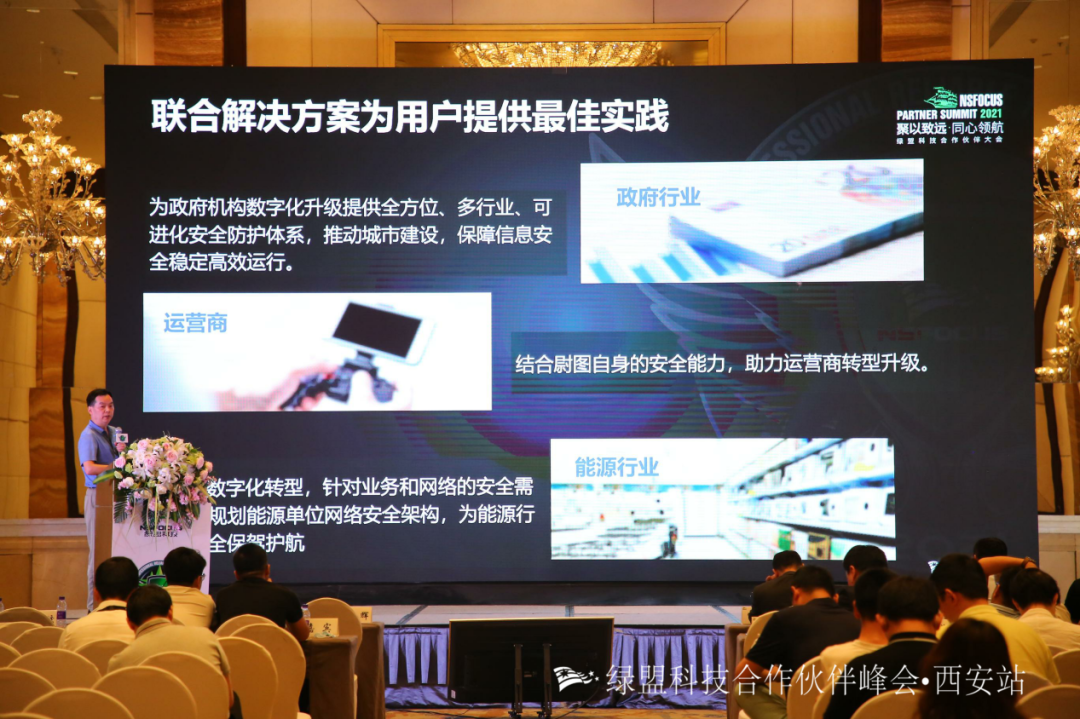 联合解决方案为用户提供最佳实践
NSFOCUS
PARTNER SUMMIT 2021
聚以致远·同心领航
绿盟科技合作伙伴大会
为政府机构数字化升级提供全方位、多行业、可
进化安全防护体系，推动城市建设，保障信息安
全稳定高效运行。
政府行业
运营商
结合尉图自身的安全能力，助力运营商转型升级。
数字化转型，针对业务和网络的安全需
规划能源单位网络安全架构，为能源行
全保驾护航
能源行业
绿盟科技合作伙伴峰会•西安站